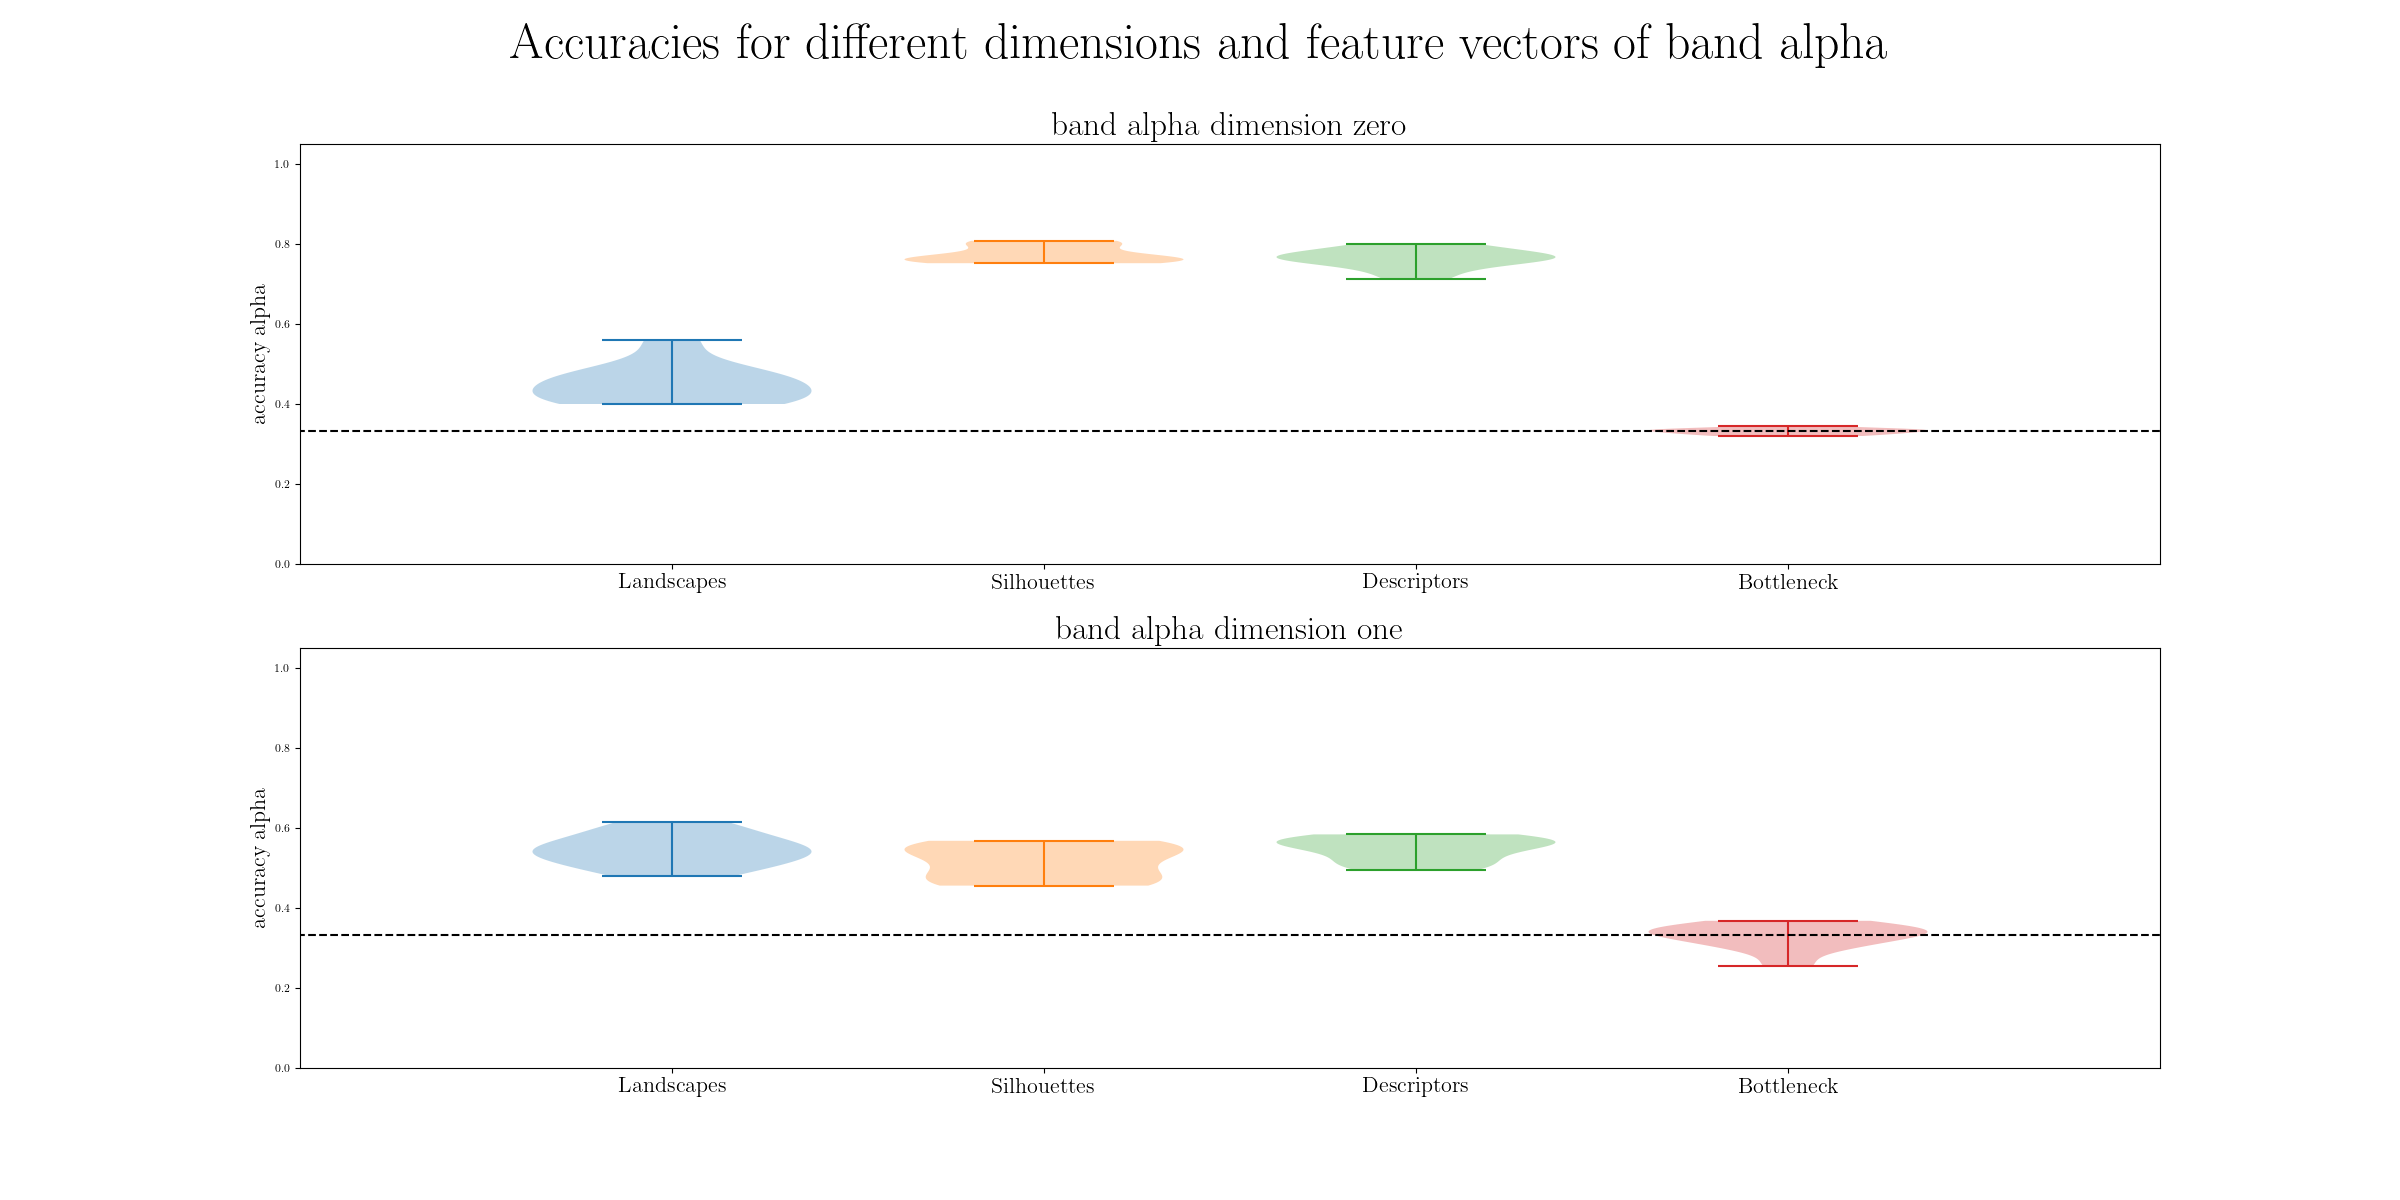 Accuracies for different dimensions and feature vectors of band alpha
band alpha dimension zero
1.0
0.8
0.6
0.4
0.2
0.0
accuracy alpha
Landscapes Silhouettes Descriptors Bottleneck
band alpha dimension one
1.0
0.8
0.6
0.4
0.2
0.0
accuracy alpha
Landscapes Silhouettes Descriptors Bottleneck